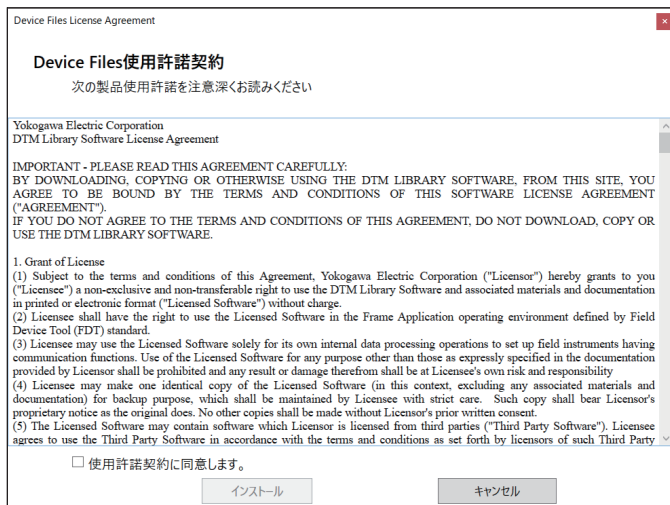 Device Files License Agreement
Device Files使用許諾契約
次の製品使用許諾を注意深くお読みください
Yokogawa Electric Corporation
DTM Library Software License Agreement
IMPORTANT - PLEASE READ THIS AGREEMENT CAREFULLY:
BY DOWNLOADING, COPYING OR OTHERWISE USING THE DTM LIBRARY SOFTWARE, FROM THIS SITE, YOU
AGREE TO BE BOUND BY THE TERMS AND CONDITIONS OF THIS SOFTWARE LICENSE AGREEMENT
("AGREEMENT").
IF YOU DO NOT AGREE TO THE TERMS AND CONDITIONS OF THIS AGREEMENT, DO NOT DOWNLOAD, COPY OR
USE THE DTM LIBRARY SOFTWARE.
1. Grant of License
(1) Subject to the terms and conditions of this Agreement, Yokogawa Electric Corporation ("Licensor") hereby grants to you
("Licensee") a non-exclusive and non-transferable right to use the DTM Library Software and associated materials and documentation
in printed or electronic format ("Licensed Software") without charge.
(2) Licensee shall have the right to use the Licensed Software in the Frame Application operating environment defined by Field
Device Tool (FDT) standard.
(3) Licensee may use the Licensed Software solely for its own internal data processing operations to set up field instruments having
communication functions. Use of the Licensed Software for any purpose other than those as expressly specified in the documentation
provided by Licensor shall be prohibited and any result or damage therefrom shall be at Licensee's own risk and responsibility
(4) Licensee may make one identical copy of the Licensed Software (in this context, excluding any associated materials and
documentation) for backup purpose, which shall be maintained by Licensee with strict care. Such copy shall bear Licensor's
proprietary notice as the original does. No other copies shall be made without Licensor's prior written consent.
(5) The Licensed Software may contain software which Licensor is licensed from third parties ("Third Party Software"). Licensee
agrees to use the Third Party Software in accordance with the terms and conditions as set forth by licensors of such Third Party
使用許諾契約に同意します。
インストール
キャンセル